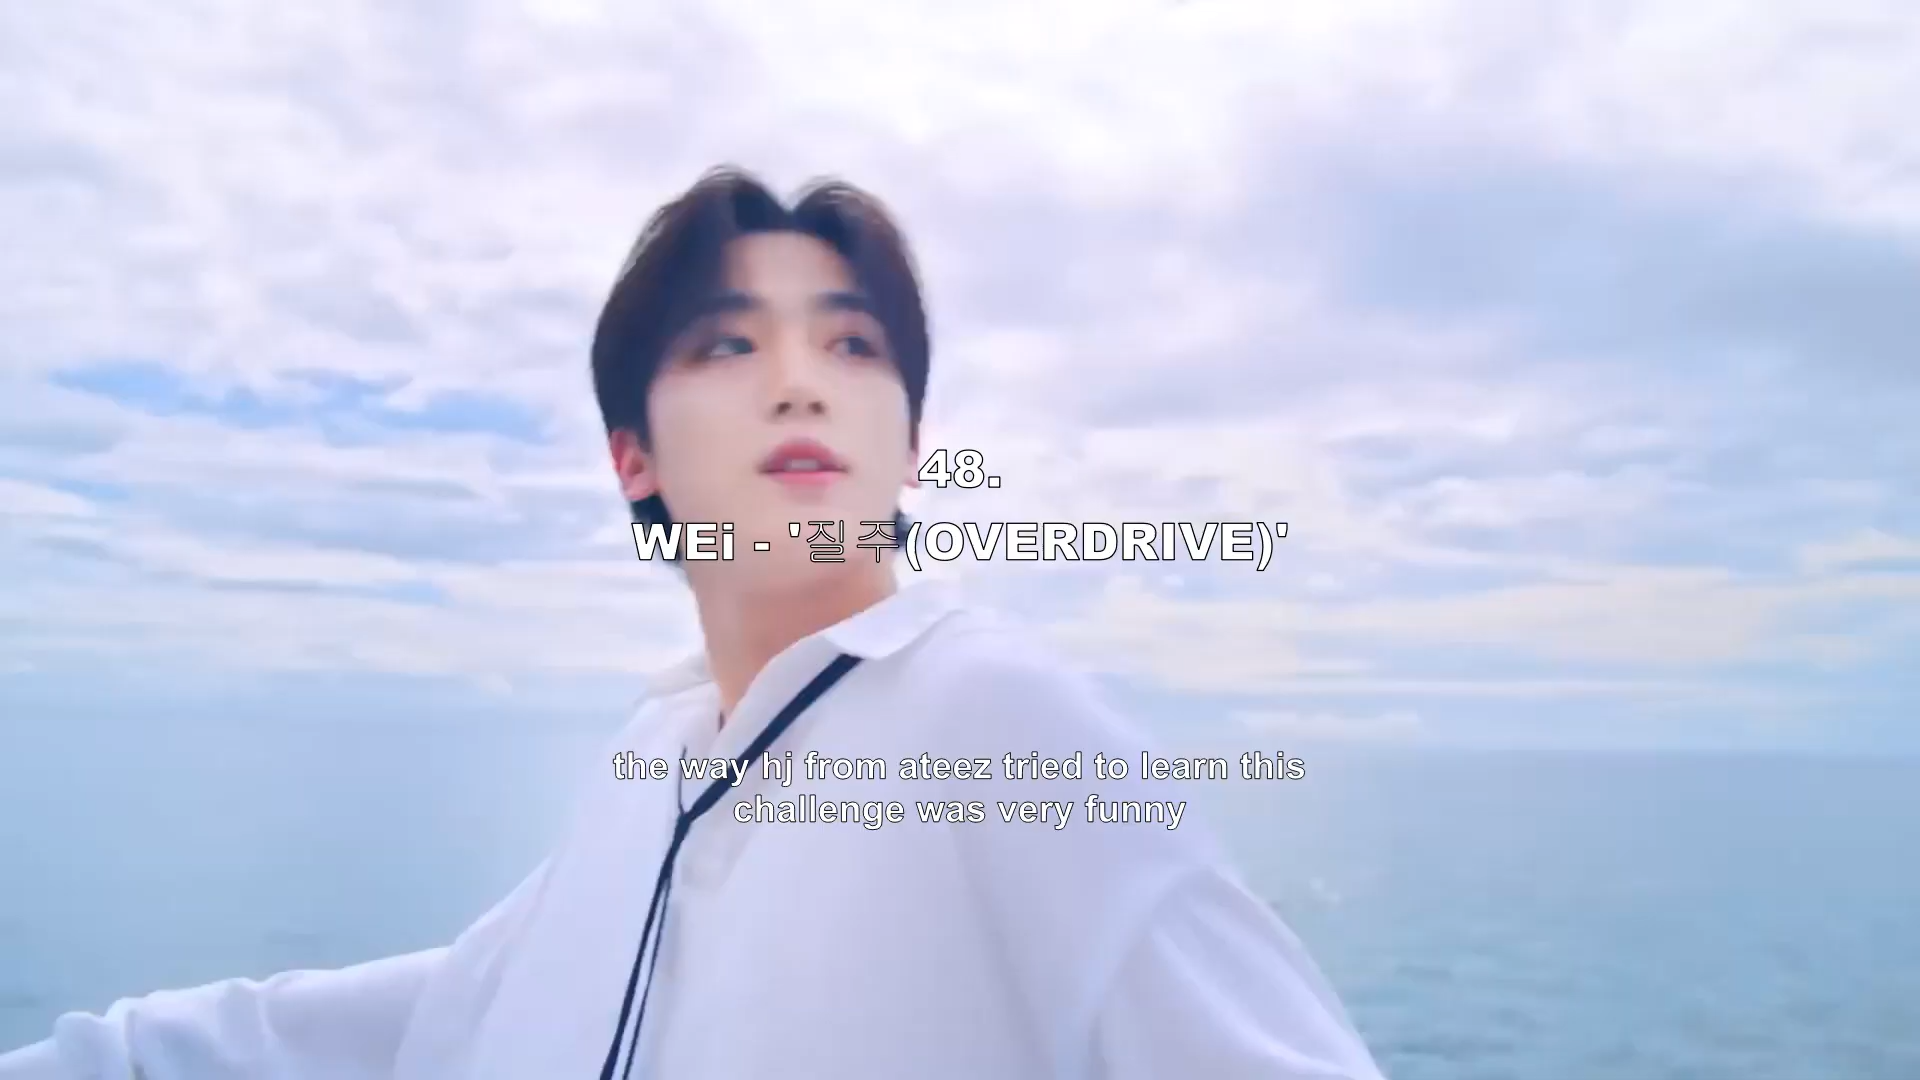 48.
WEi - '질주(OVERDRIVE)'
the way hj from ateez tried to learn this
challenge was very funny